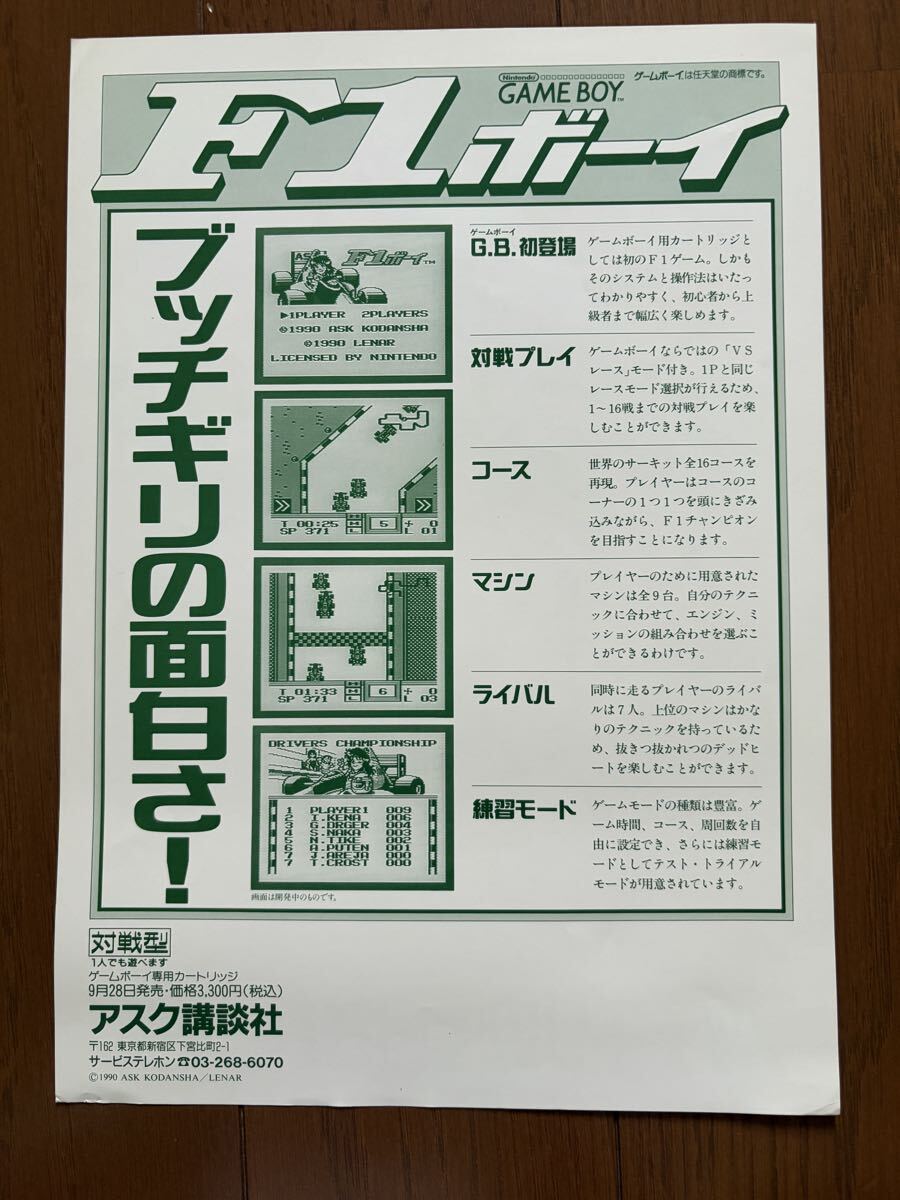 F1ボーイ
Nintendo
GAME BOY™
ゲームボーイは任天堂の商標です。
ブッチギリの面白さ!
F1ボーイ™
▶1PLAYER 2PLAYERS
©1990 ASK KODANSHA
©1990 LENAR
LICENSED BY NINTENDO
T 00:25 5 + 0
SP 371 L 01
T 01:33 6 + 0
SP 371 L 03
DRIVERS CHAMPIONSHIP
1 PLAYER1 009
2 I.KENA 006
3 G.ORGER 004
4 S.NAKA 003
5 N.TIKE 002
6 A.PUTEN 001
7 J.AREJA 000
7 T.CROST 000
画面は開発中のものです。
ゲームボーイ
G.B.初登場
ゲームボーイ用カートリッジと
しては初のF1ゲーム。しかも
そのシステムと操作法はいたっ
てわかりやすく、初心者から上
級者まで幅広く楽しめます。
対戦プレイ
ゲームボーイならではの「VS
レース」モード付き。1Pと同じ
レースモード選択が行えるため、
1〜16戦までの対戦プレイを楽
しむことができます。
コース
世界のサーキット全16コースを
再現。プレイヤーはコースのコ
ーナーの1つ1つを頭にきざみ
込みながら、F1チャンピオン
を目指すことになります。
マシン
プレイヤーのために用意された
マシンは全9台。自分のテクニ
ックに合わせて、エンジン、ミ
ッションの組み合わせを選ぶこ
とができるわけです。
ライバル
同時に走るプレイヤーのライバ
ルは7人。上位のマシンはかな
りのテクニックを持っているた
め、抜きつ抜かれつのデッドヒ
ートを楽しむことができます。
練習モード
ゲームモードの種類は豊富。ゲ
ーム時間、コース、周回数を自
由に設定でき、さらには練習モ
ードとしてテスト・トライアル
モードが用意されています。
対戦型
1人でも遊べます
ゲームボーイ専用カートリッジ
9月28日発売・価格3,300円(税込)
アスク講談社
〒162 東京都新宿区下宮比町2-1
サービステレホン☎03-268-6070
©1990 ASK KODANSHA/LENAR